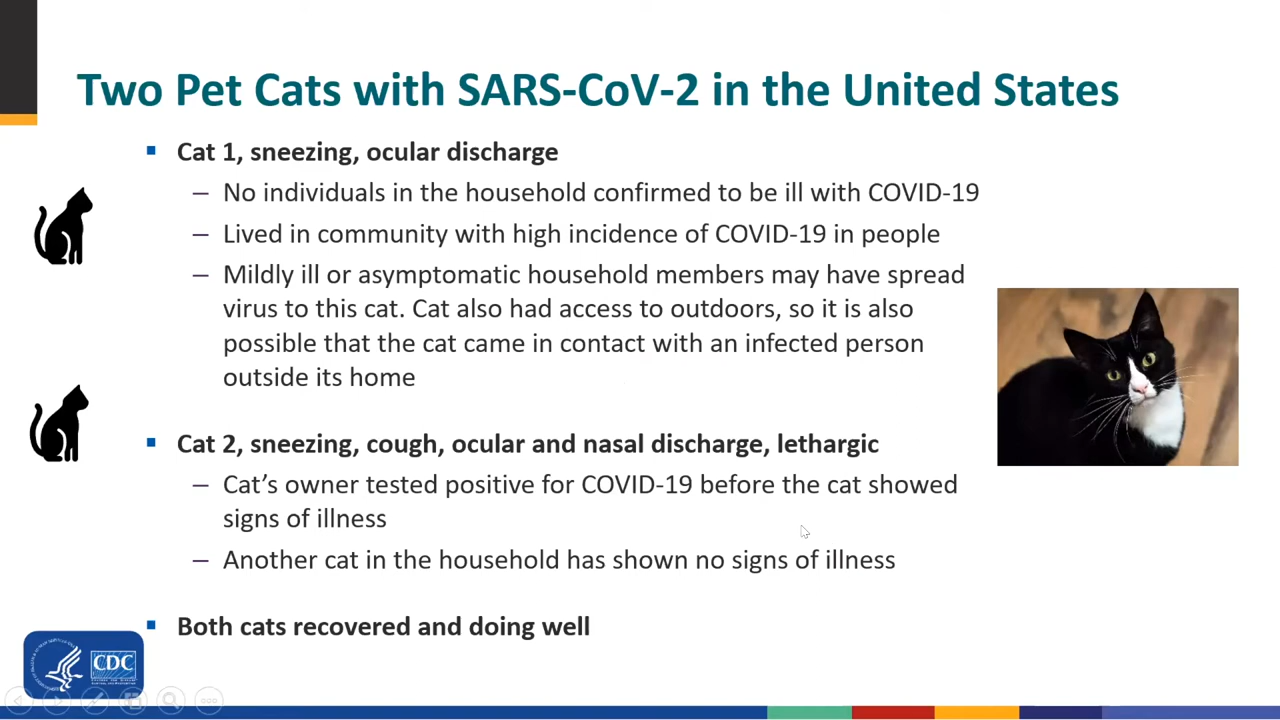 Two Pet Cats with SARS-CoV-2 in the United States
Cat 1, sneezing, ocular discharge
– No individuals in the household confirmed to be ill with COVID-19
– Lived in community with high incidence of COVID-19 in people
– Mildly ill or asymptomatic household members may have spread
virus to this cat. Cat also had access to outdoors, so it is also
possible that the cat came in contact with an infected person
outside its home
Cat 2, sneezing, cough, ocular and nasal discharge, lethargic
– Cat’s owner tested positive for COVID-19 before the cat showed
signs of illness
– Another cat in the household has shown no signs of illness
Both cats recovered and doing well
CDC